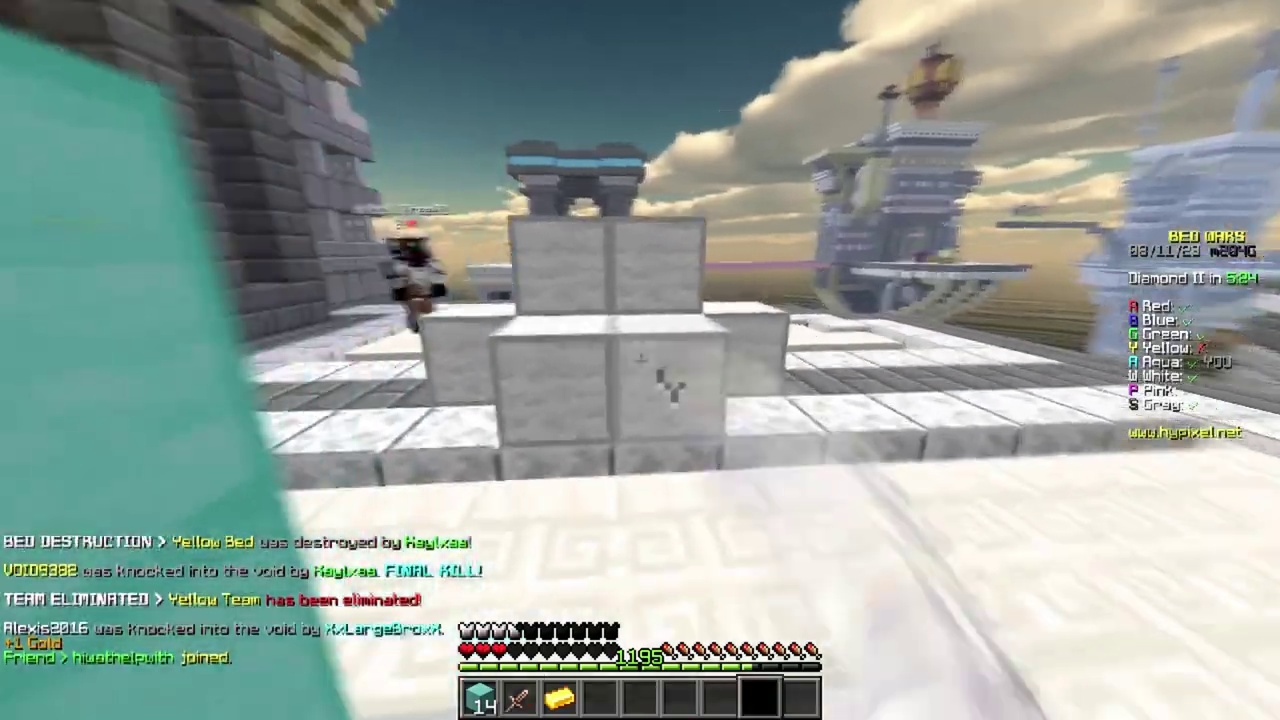 BED WARS
08/11/23 m204G
Diamond II in 5:24
R Red: ✓
B Blue: ✓
G Green: ✓
Y Yellow: ✗
A Aqua: ✓ YOU
W White: ✓
P Pink:
S Gray: ✓
www.hypixel.net
BED DESTRUCTION > Yellow Bed was destroyed by Kaylxaa!
VOID9382 was knocked into the void by Kaylxaa. FINAL KILL!
TEAM ELIMINATED > Yellow Team has been eliminated!
Alexis2016 was knocked into the void by XxLargeBroxX.
+1 Gold
Friend > hiwathelpwith joined.
1195
14